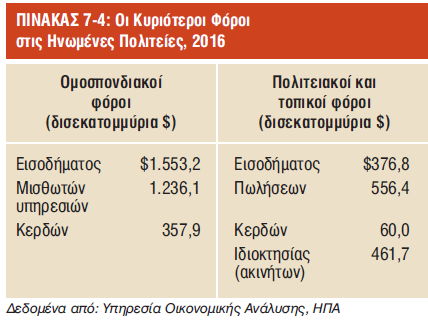 ΠΙΝΑΚΑΣ 7-4: Οι Κυριότεροι Φόροι
στις Ηνωμένες Πολιτείες, 2016
Ομοσπονδιακοί
φόροι
(δισεκατομμύρια $)
Εισοδήματος $1.553,2
Μισθωτών 1.236,1
υπηρεσιών
Κερδών 357,9
Πολιτειακοί και
τοπικοί φόροι
(δισεκατομμύρια $)
Εισοδήματος $376,8
Πωλήσεων 556,4
Κερδών 60,0
Ιδιοκτησίας 461,7
(ακινήτων)
Δεδομένα από: Υπηρεσία Οικονομικής Ανάλυσης, ΗΠΑ